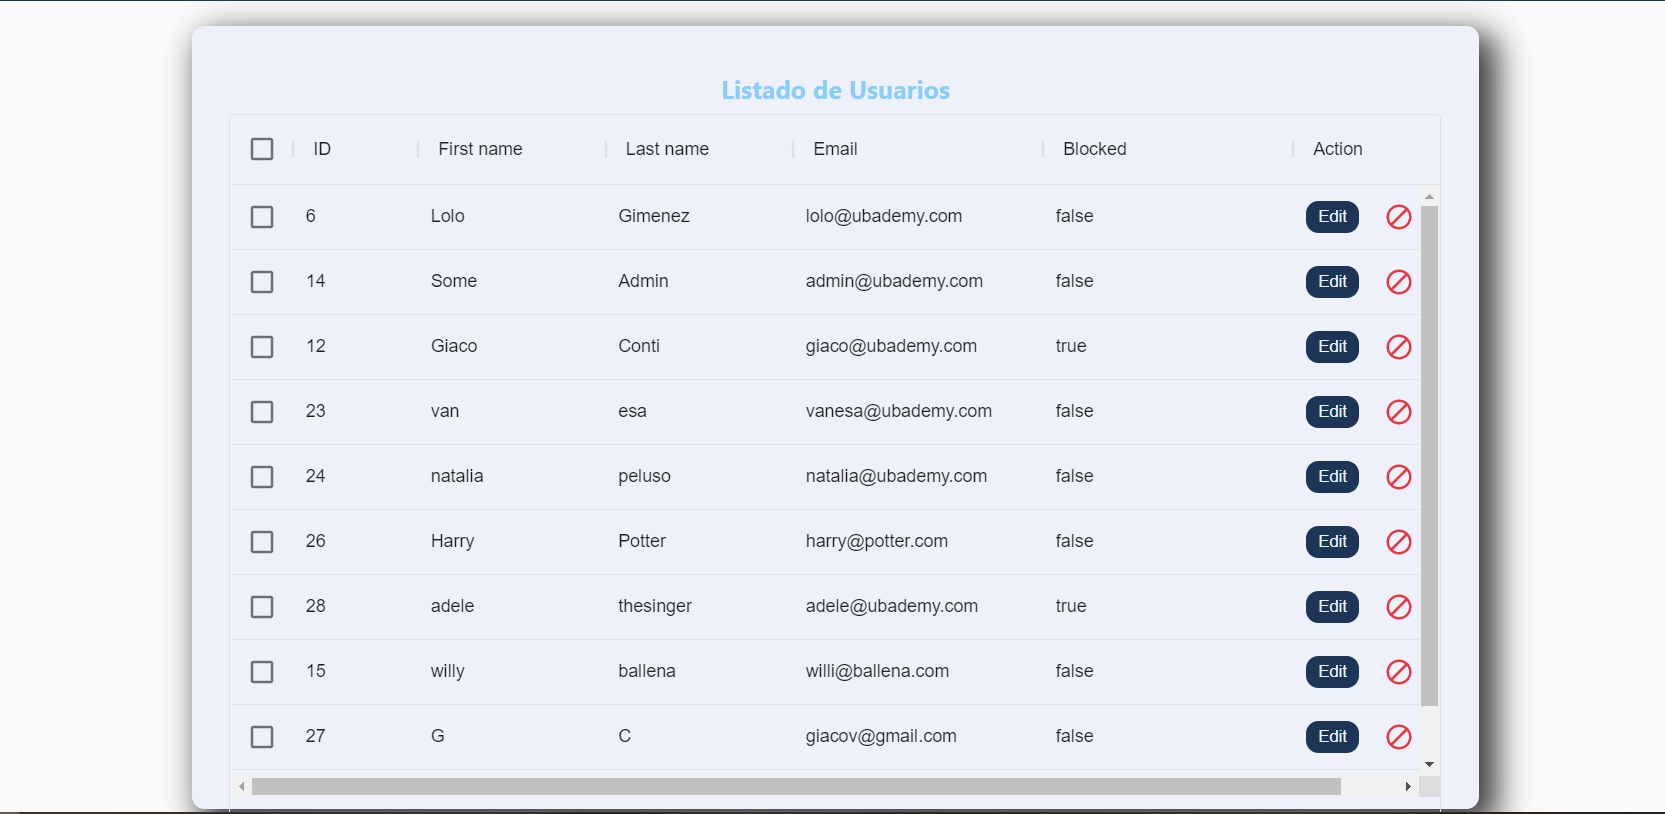 Listado de Usuarios
ID First name Last name Email Blocked Action
6 Lolo Gimenez lolo@ubademy.com false Edit
14 Some Admin admin@ubademy.com false Edit
12 Giaco Conti giaco@ubademy.com true Edit
23 van esa vanesa@ubademy.com false Edit
24 natalia peluso natalia@ubademy.com false Edit
26 Harry Potter harry@potter.com false Edit
28 adele thesinger adele@ubademy.com true Edit
15 willy ballena willi@ballena.com false Edit
27 G C giacov@gmail.com false Edit